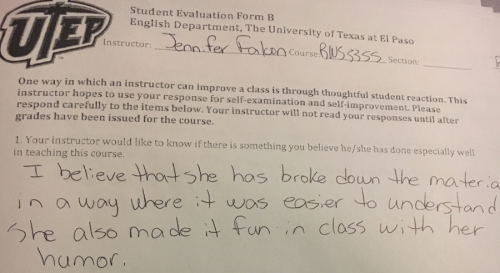 UTEP
Student Evaluation Form B
English Department, The University of Texas at El Paso
Instructor: Jennifer Falcon Course: BUS 3355 Section:
One way in which an instructor can improve a class is through thoughtful student reaction. This
instructor hopes to use your response for self-examination and self-improvement. Please
respond carefully to the items below. Your instructor will not read your responses until after
grades have been issued for the course.
1. Your instructor would like to know if there is something you believe he/she has done especially well
in teaching this course.
I believe that she has broke down the materia
in a way where it was easier to understand
She also made it fun in class with her
humor.